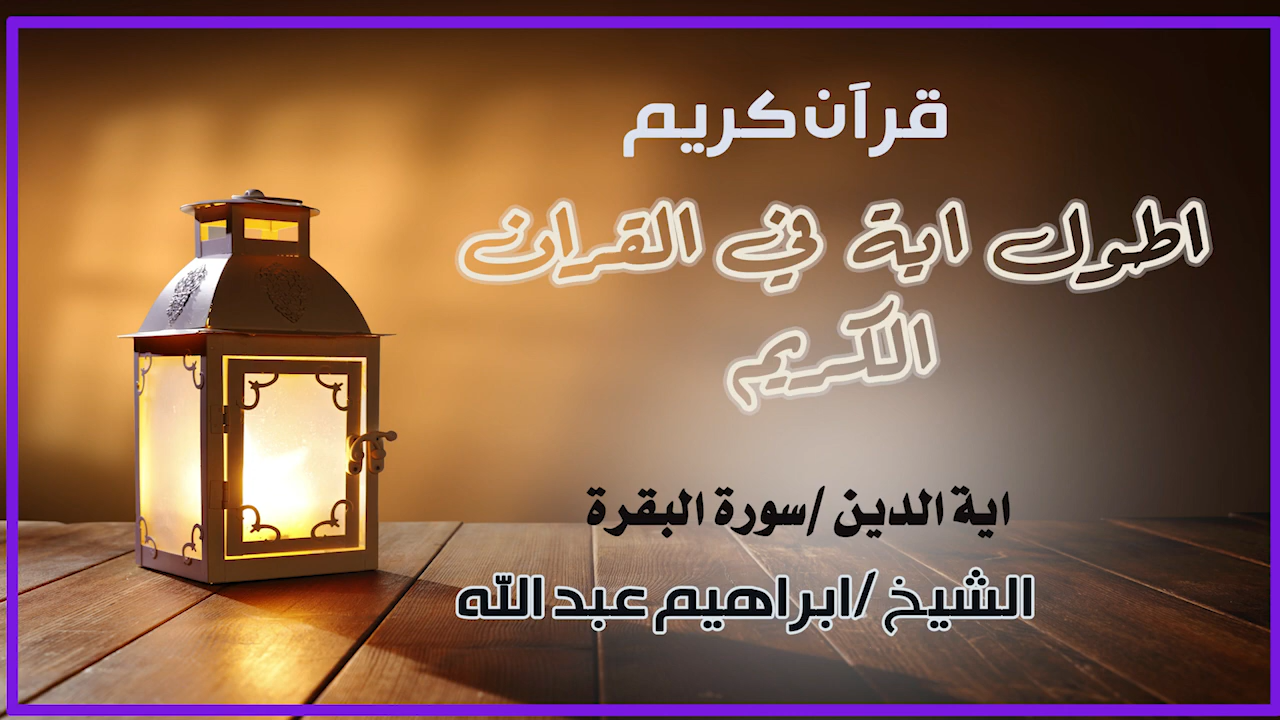 قرآن كريم
اطول اية في القران
الكريم
اية الدين /سورة البقرة
الشيخ /ابراهيم عبد الله